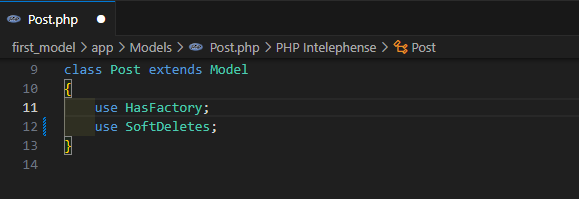 Post.php
first_model > app > Models > Post.php > PHP Intelephense > Post
9 class Post extends Model
10 {
11 use HasFactory;
12 use SoftDeletes;
13 }
14